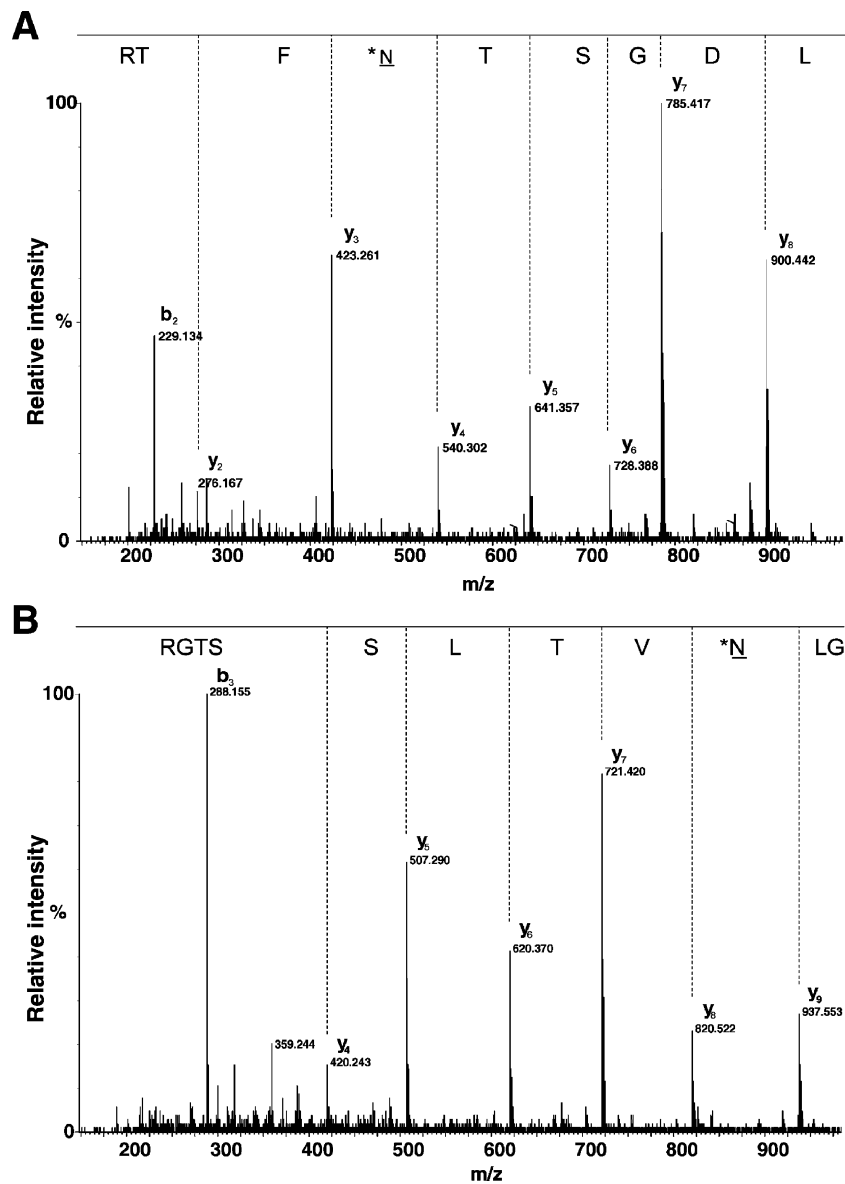 A
RT F *N T S G D L
100
y7
785.417
y3
423.261
y8
900.442
b2
229.134
%
y5
641.357
y4
540.302
y6
728.388
y2
276.167
Relative intensity
0
200 300 400 500 600 700 800 900
m/z
B
RGTS S L T V *N LG
b3
100
288.155
y7
721.420
y5
507.290
%
y6
620.370
y9
937.553
y8
820.522
359.244
y4
420.243
Relative intensity
0
200 300 400 500 600 700 800 900
m/z